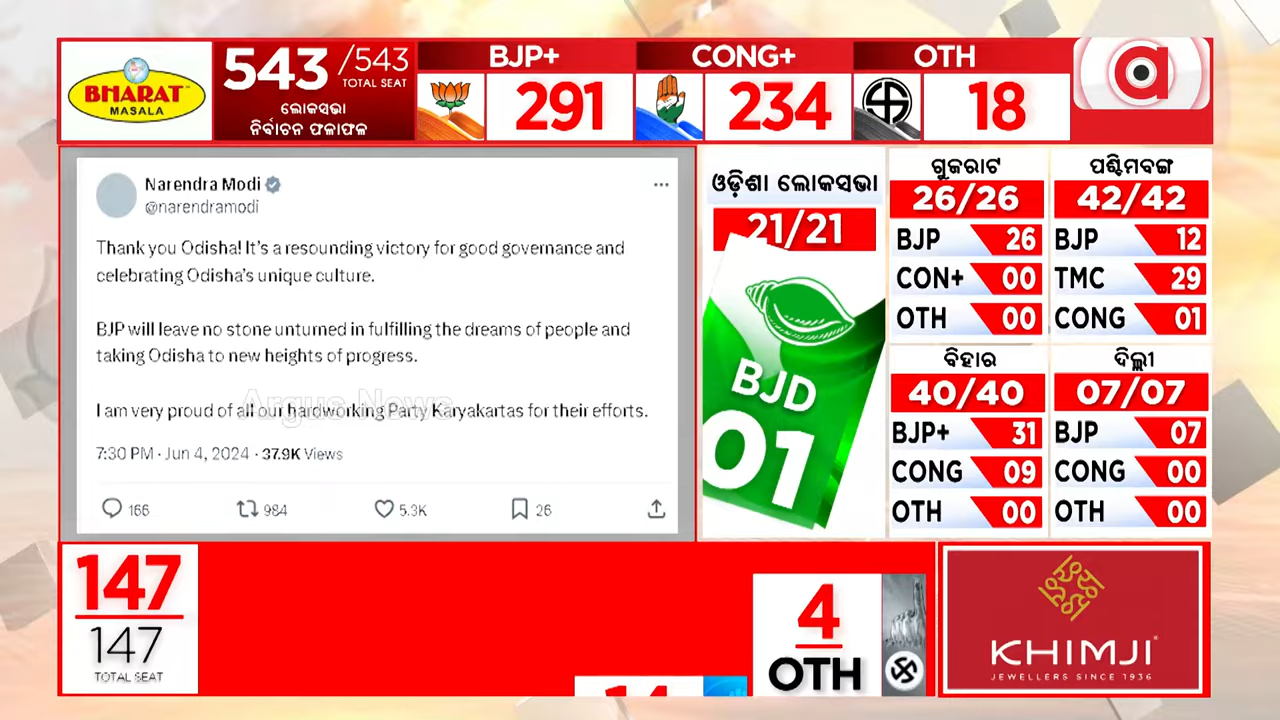 BHARAT
MASALA
543 /543
TOTAL SEAT
ଲୋକସଭା
ନିର୍ବାଚନ ଫଳାଫଳ
BJP+
291
CONG+
234
OTH
18
a
Narendra Modi
@narendramodi
Thank you Odisha! It's a resounding victory for good governance and
celebrating Odisha's unique culture.
BJP will leave no stone unturned in fulfilling the dreams of people and
taking Odisha to new heights of progress.
I am very proud of all our hardworking Party Karyakartas for their efforts.
Argus News
7:30 PM · Jun 4, 2024 · 37.9K Views
166 984 5.3K 26
ଓଡ଼ିଶା ଲୋକସଭା
21/21
BJD
01
ଗୁଜରାଟ
26/26
BJP 26
CON+ 00
OTH 00
ପଶ୍ଚିମବଙ୍ଗ
42/42
BJP 12
TMC 29
CONG 01
ବିହାର
40/40
BJP+ 31
CONG 09
OTH 00
ଦିଲ୍ଲୀ
07/07
BJP 07
CONG 00
OTH 00
147
147
TOTAL SEAT
4
OTH
KHIMJI
JEWELLERS SINCE 1936